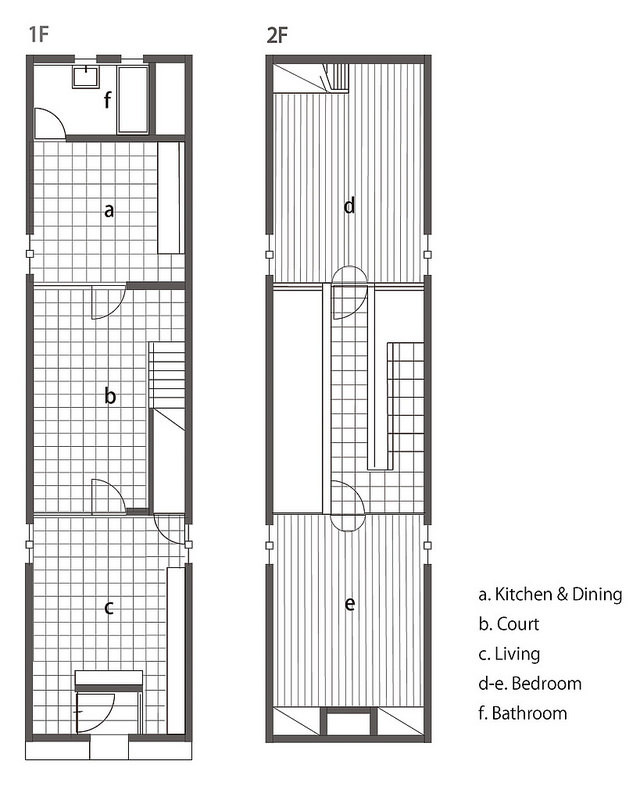 1F
2F
f
a
d
b
c
e
a. Kitchen & Dining
b. Court
c. Living
d-e. Bedroom
f. Bathroom